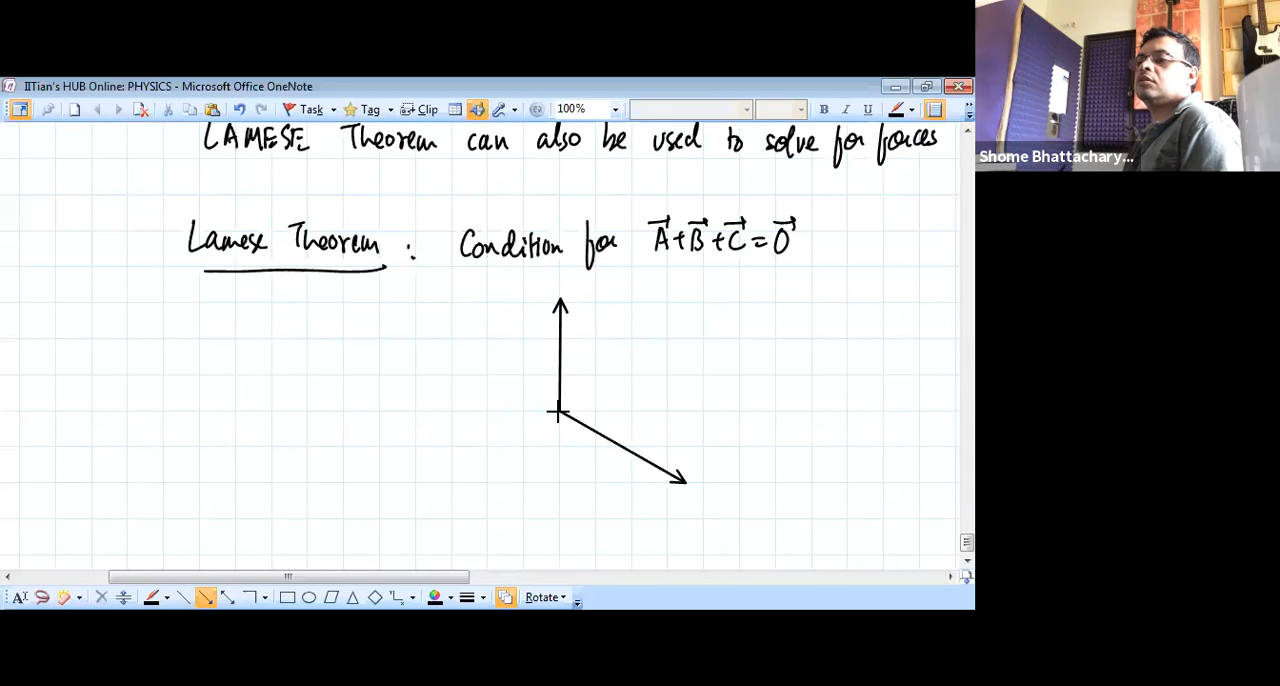 IITian's HUB Online: PHYSICS - Microsoft Office OneNote
Task Tag Clip 100% B I U
LAMESE Theorem can also be used to solve for forces
Lamese Theorem : Condition for A⃗+B⃗+C⃗=0⃗
A Rotate
Shome Bhattachary...